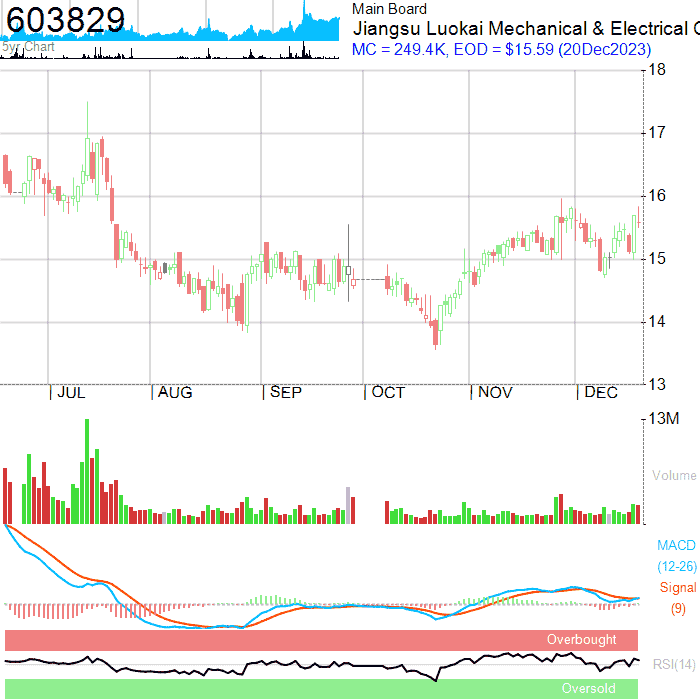 603829
5yr Chart
Main Board
Jiangsu Luokai Mechanical & Electrical C
MC = 249.4K, EOD = $15.59 (20Dec2023)
18
17
16
15
14
13
JUL AUG SEP OCT NOV DEC
13M
Volume
MACD
(12-26)
Signal
(9)
Overbought
RSI(14)
Oversold